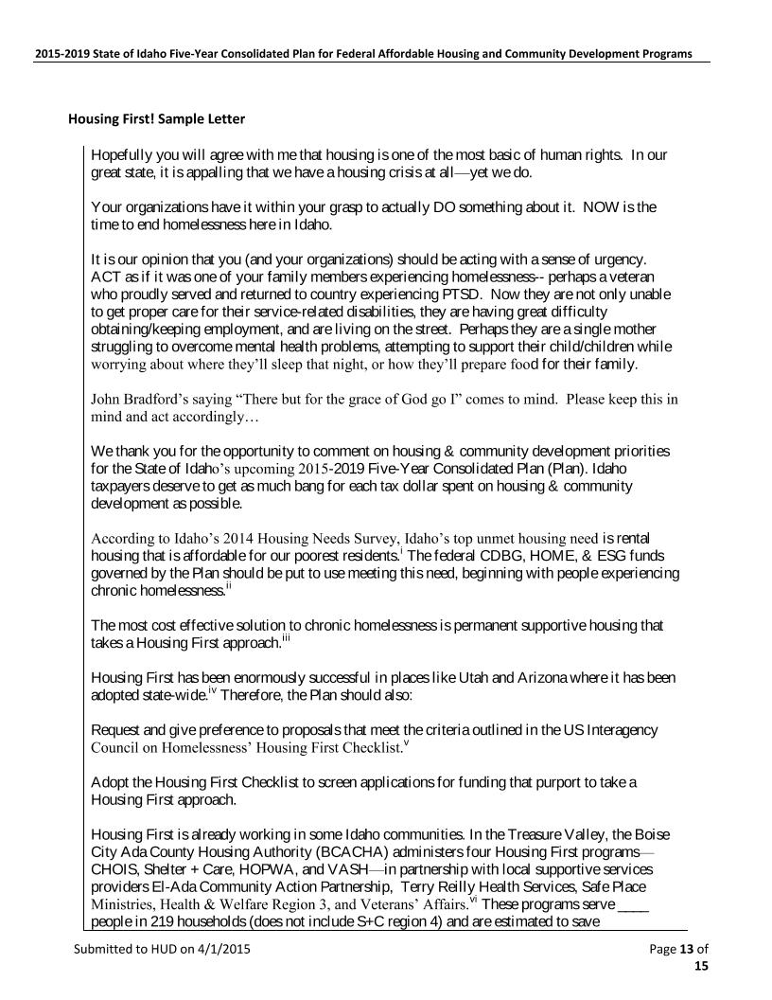 2015-2019 State of Idaho Five-Year Consolidated Plan for Federal Affordable Housing and Community Development Programs
Housing First! Sample Letter
Hopefully you will agree with me that housing is one of the most basic of human rights.  In our
great state, it is appalling that we have a housing crisis at all—yet we do.
Your organizations have it within your grasp to actually DO something about it.  NOW is the
time to end homelessness here in Idaho.
It is our opinion that you (and your organizations) should be acting with a sense of urgency.
ACT as if it was one of your family members experiencing homelessness-- perhaps a veteran
who proudly served and returned to country experiencing PTSD.  Now they are not only unable
to get proper care for their service-related disabilities, they are having great difficulty
obtaining/keeping employment, and are living on the street.  Perhaps they are a single mother
struggling to overcome mental health problems, attempting to support their child/children while
worrying about where they’ll sleep that night, or how they’ll prepare food for their family.
John Bradford’s saying “There but for the grace of God go I” comes to mind.  Please keep this in
mind and act accordingly…
We thank you for the opportunity to comment on housing & community development priorities
for the State of Idaho’s upcoming 2015-2019 Five-Year Consolidated Plan (Plan). Idaho
taxpayers deserve to get as much bang for each tax dollar spent on housing & community
development as possible.
According to Idaho’s 2014 Housing Needs Survey, Idaho’s top unmet housing need is rental
housing that is affordable for our poorest residents.i The federal CDBG, HOME, & ESG funds
governed by the Plan should be put to use meeting this need, beginning with people experiencing
chronic homelessness.ii
The most cost effective solution to chronic homelessness is permanent supportive housing that
takes a Housing First approach.iii
Housing First has been enormously successful in places like Utah and Arizona where it has been
adopted state-wide.iv Therefore, the Plan should also:
Request and give preference to proposals that meet the criteria outlined in the US Interagency
Council on Homelessness’ Housing First Checklist.v
Adopt the Housing First Checklist to screen applications for funding that purport to take a
Housing First approach.
Housing First is already working in some Idaho communities. In the Treasure Valley, the Boise
City Ada County Housing Authority (BCACHA) administers four Housing First programs—
CHOIS, Shelter + Care, HOPWA, and VASH—in partnership with local supportive services
providers El-Ada Community Action Partnership,  Terry Reilly Health Services, Safe Place
Ministries, Health & Welfare Region 3, and Veterans’ Affairs.vi These programs serve ____
people in 219 households (does not include S+C region 4) and are estimated to save
Submitted to HUD on 4/1/2015
Page 13 of
15